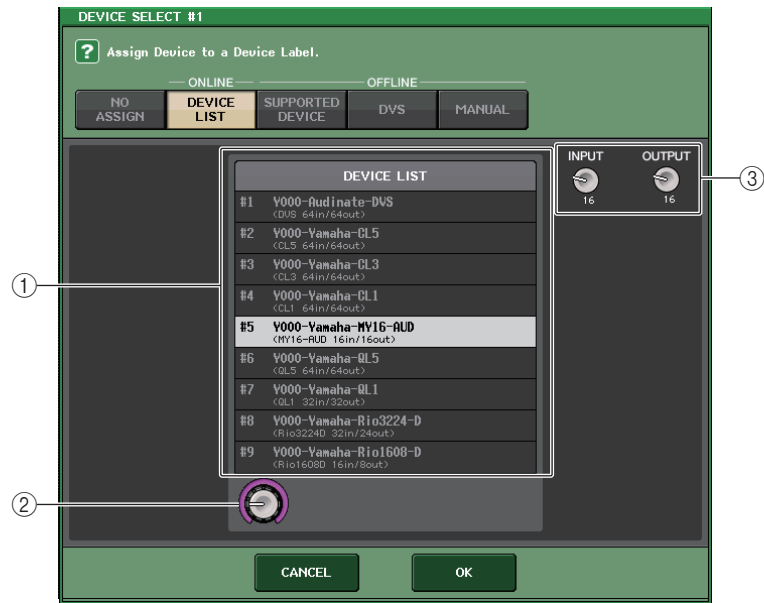 DEVICE SELECT #1
? Assign Device to a Device Label.
ONLINE OFFLINE
NO ASSIGN
DEVICE LIST
SUPPORTED DEVICE
DVS
MANUAL
DEVICE LIST
#1 Y000-Audinate-DVS
(DVS 64in/64out)
#2 Y000-Yamaha-CL5
(CL5 64in/64out)
#3 Y000-Yamaha-CL3
(CL3 64in/64out)
#4 Y000-Yamaha-CL1
(CL1 64in/64out)
#5 Y000-Yamaha-MY16-AUD
(MY16-AUD 16in/16out)
#6 Y000-Yamaha-QL5
(QL5 64in/64out)
#7 Y000-Yamaha-QL1
(QL1 32in/32out)
#8 Y000-Yamaha-Rio3224-D
(Rio3224D 32in/24out)
#9 Y000-Yamaha-Rio1608-D
(Rio1608D 16in/8out)
INPUT OUTPUT
16 16
③
①
②
CANCEL OK